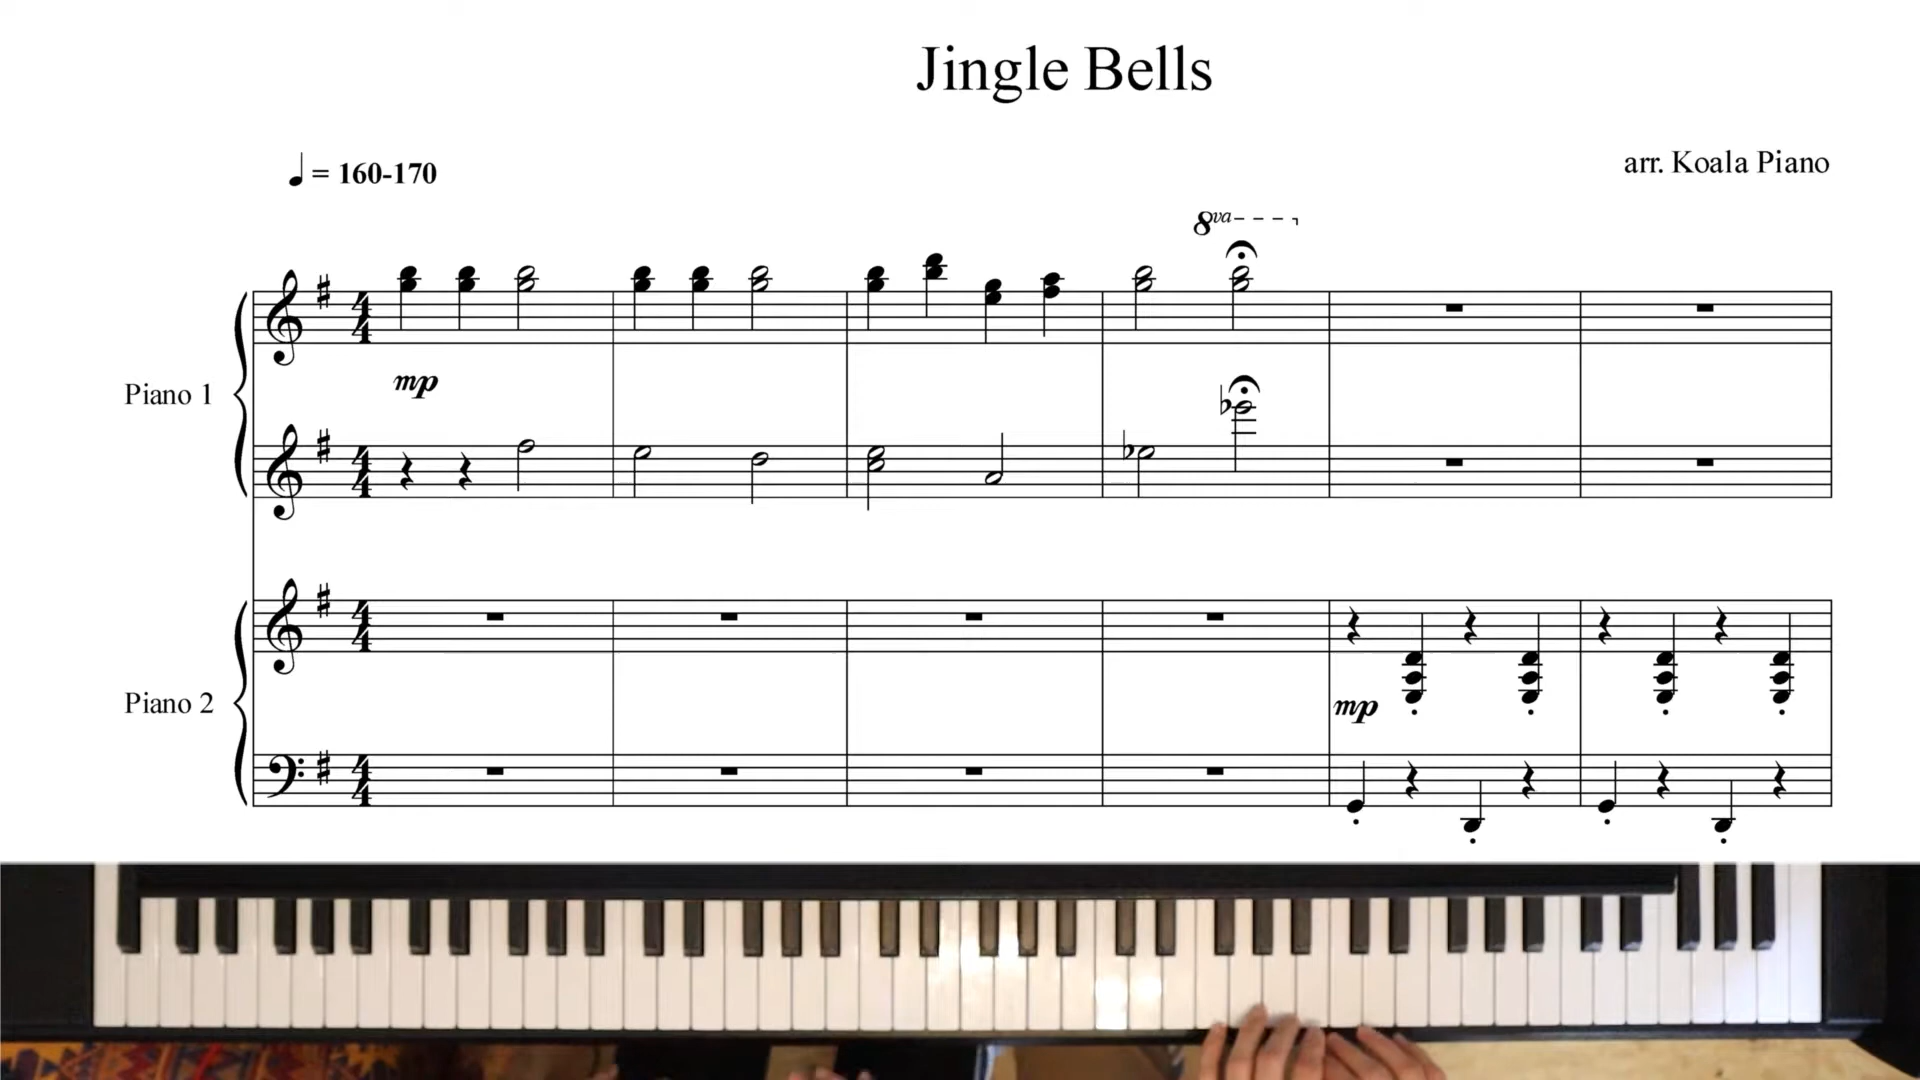 Jingle Bells
♩ = 160-170
arr. Koala Piano
8va
mp
Piano 1
mp
Piano 2